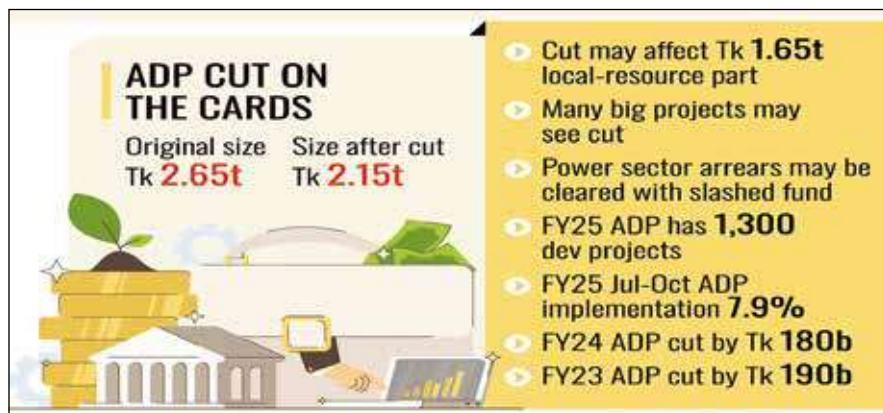 ADP CUT ON
THE CARDS
Original size
Tk 2.65t
Size after cut
Tk 2.15t
Cut may affect Tk 1.65t
local-resource part
Many big projects may
see cut
Power sector arrears may be
cleared with slashed fund
FY25 ADP has 1,300
dev projects
FY25 Jul-Oct ADP
implementation 7.9%
FY24 ADP cut by Tk 180b
FY23 ADP cut by Tk 190b